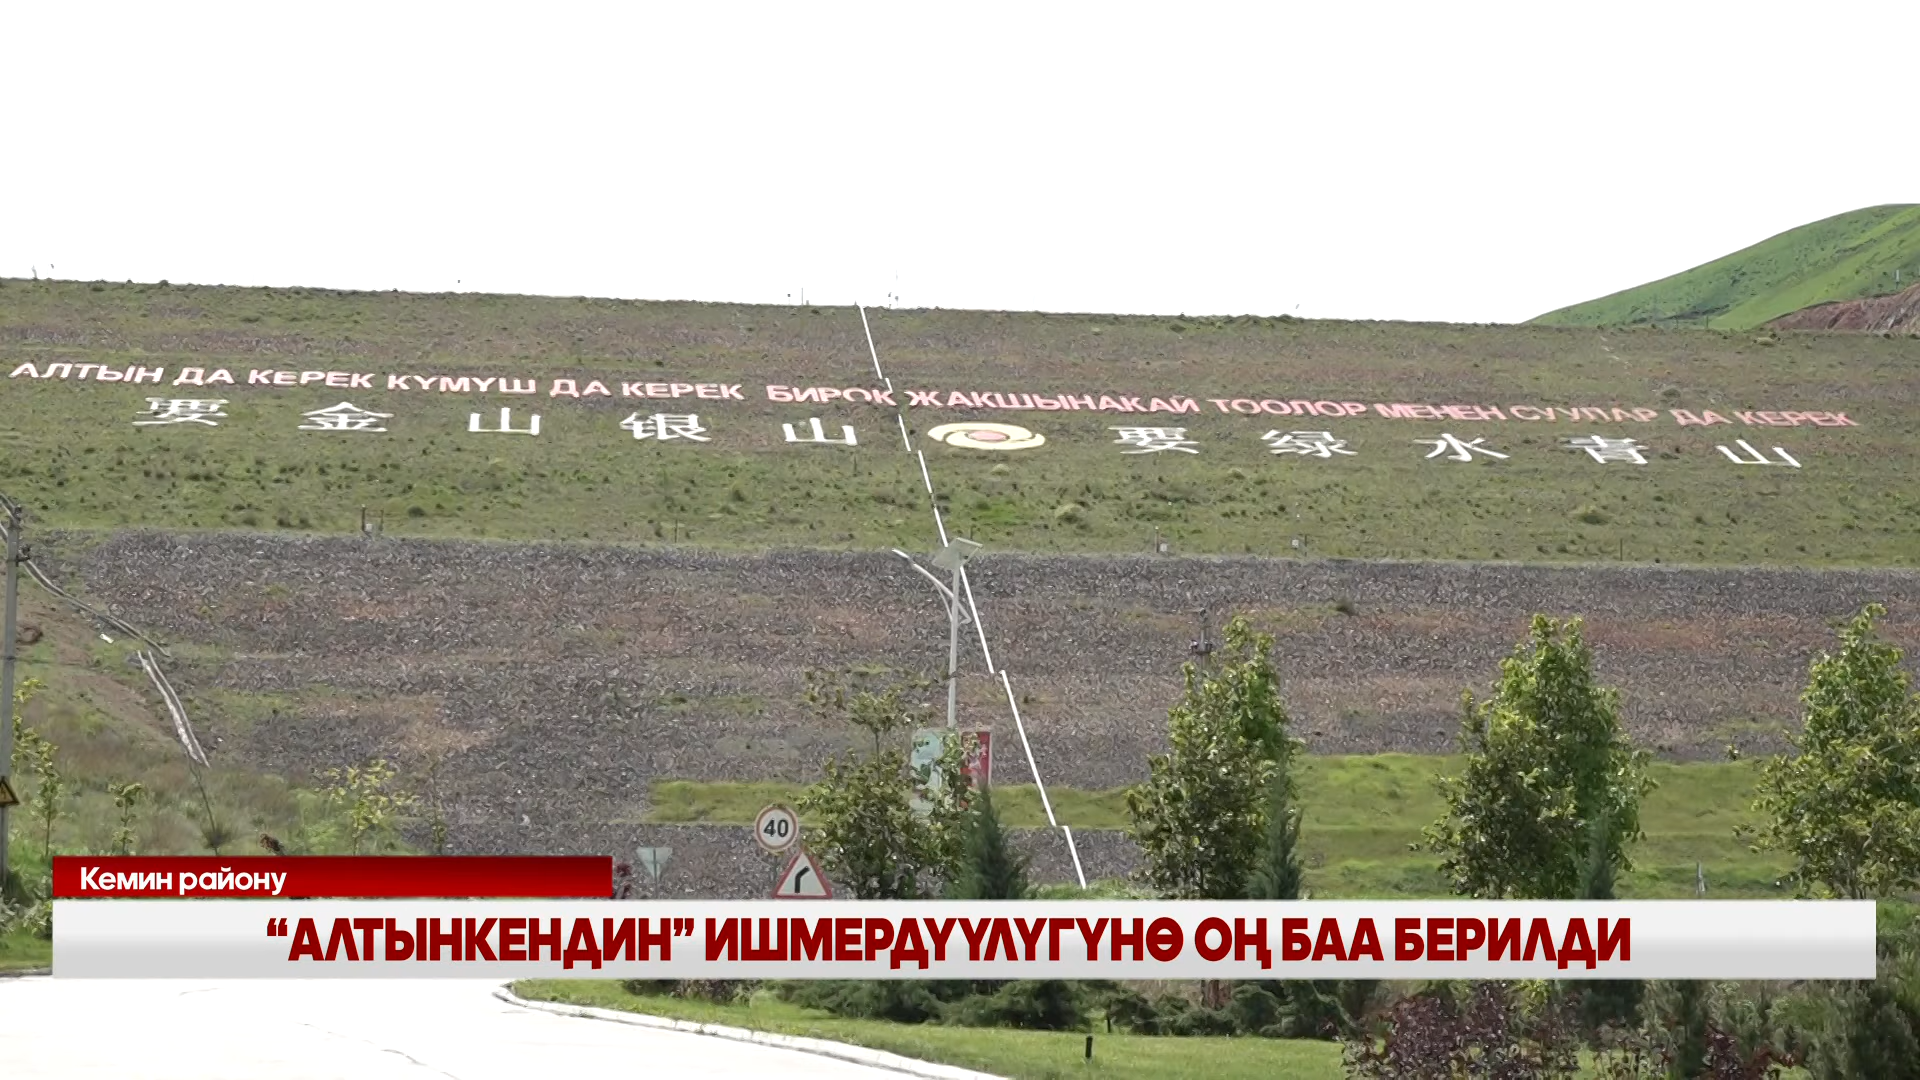 АЛТЫН ДА КЕРЕК КҮМҮШ ДА КЕРЕК БИРОК ЖАКШЫНАКАЙ ТООЛОР МЕНЕН СУУЛАР ДА КЕРЕК
要金山银山 要绿水青山
40
Кемин району
“АЛТЫНКЕНДИН” ИШМЕРДҮҮЛҮГҮНӨ ОҢ БАА БЕРИЛДИ